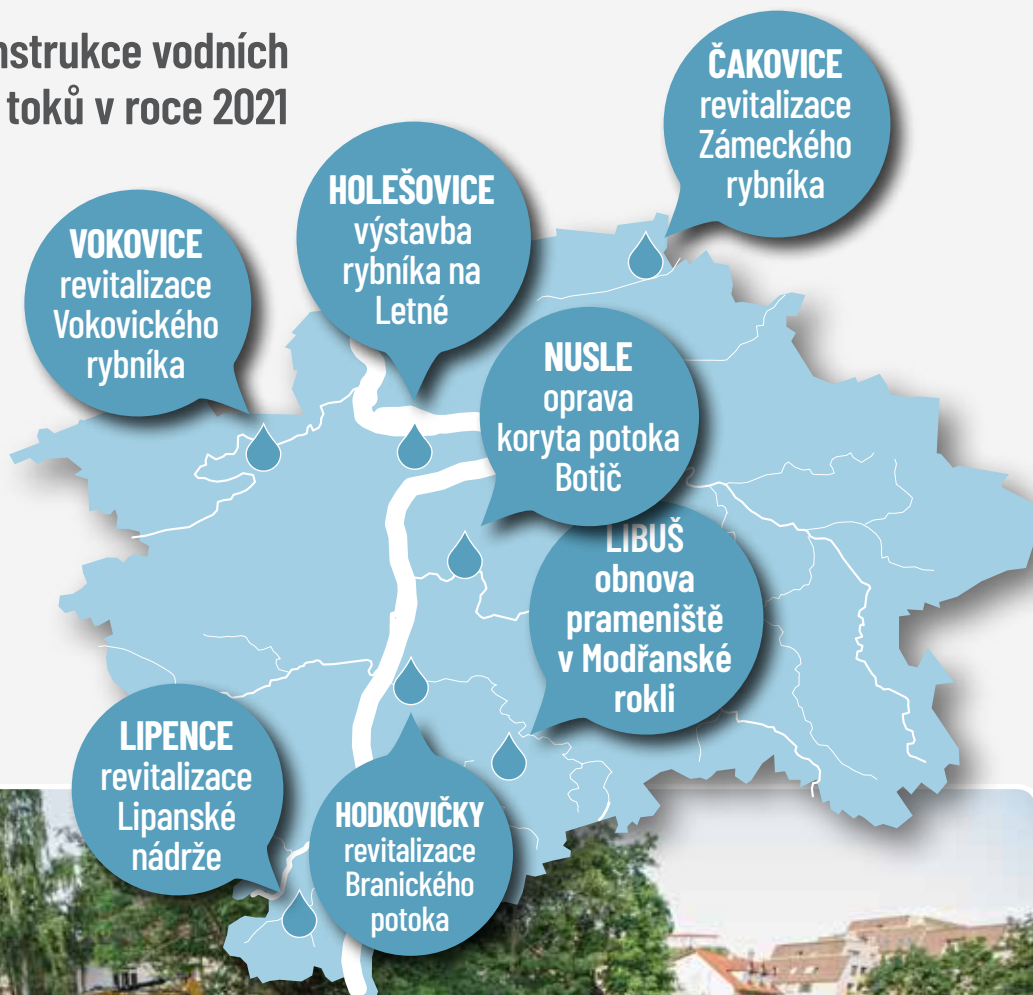 nstrukce vodních
toků v roce 2021
ČAKOVICE
revitalizace
Zámeckého
rybníka
HOLEŠOVICE
výstavba
rybníka na
Letné
VOKOVICE
revitalizace
Vokovického
rybníka
NUSLE
oprava
koryta potoka
Botič
LIBUŠ
obnova
prameniště
v Modřanské
rokli
LIPENCE
revitalizace
Lipanské
nádrže
HODKOVIČKY
revitalizace
Branického
potoka